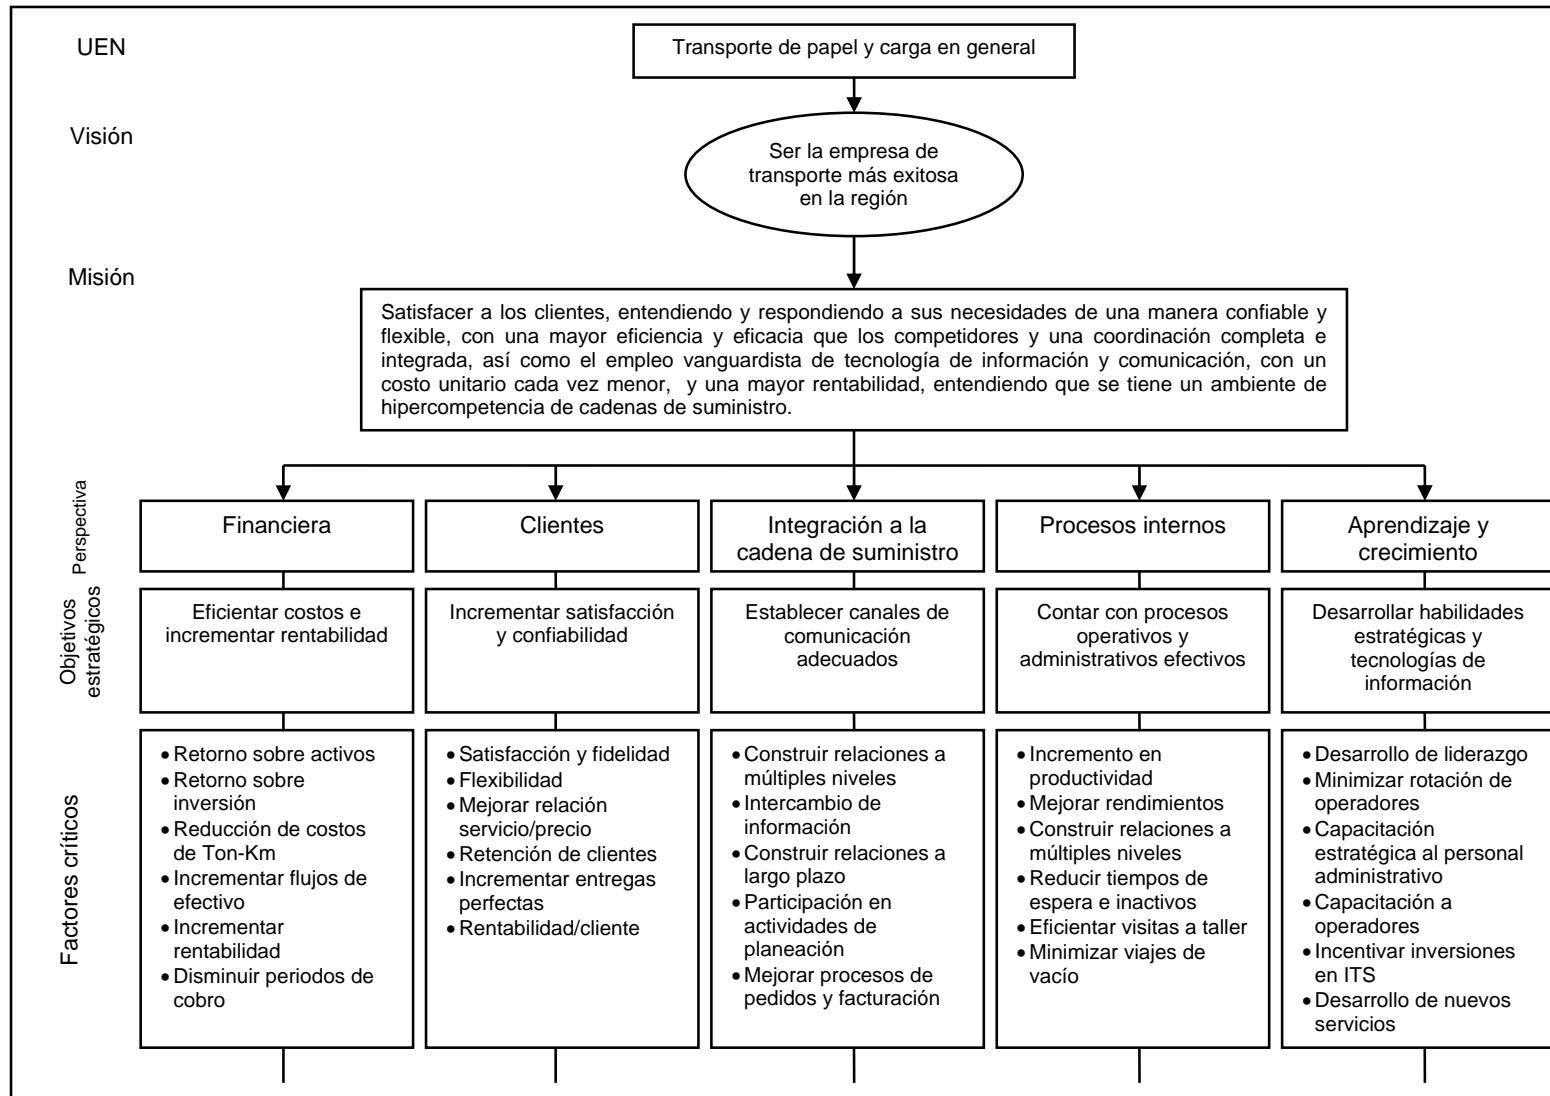 UEN
Transporte de papel y carga en general
Visión
Ser la empresa de
transporte más exitosa
en la región
Misión
Satisfacer a los clientes, entendiendo y respondiendo a sus necesidades de una manera confiable y
flexible, con una mayor eficiencia y eficacia que los competidores y una coordinación completa e
integrada, así como el empleo vanguardista de tecnología de información y comunicación, con un
costo unitario cada vez menor, y una mayor rentabilidad, entendiendo que se tiene un ambiente de
hipercompetencia de cadenas de suministro.
Perspectiva
Financiera
Clientes
Integración a la
cadena de suministro
Procesos internos
Aprendizaje y
crecimiento
Objetivos
estratégicos
Eficientar costos e
incrementar rentabilidad
Incrementar satisfacción
y confiabilidad
Establecer canales de
comunicación
adecuados
Contar con procesos
operativos y
administrativos efectivos
Desarrollar habilidades
estratégicas y
tecnologías de
información
Factores críticos
• Retorno sobre activos
• Retorno sobre
inversión
• Reducción de costos
de Ton-Km
• Incrementar flujos de
efectivo
• Incrementar
rentabilidad
• Disminuir periodos de
cobro
• Satisfacción y fidelidad
• Flexibilidad
• Mejorar relación
servicio/precio
• Retención de clientes
• Incrementar entregas
perfectas
• Rentabilidad/cliente
• Construir relaciones a
múltiples niveles
• Intercambio de
información
• Construir relaciones a
largo plazo
• Participación en
actividades de
planeación
• Mejorar procesos de
pedidos y facturación
• Incremento en
productividad
• Mejorar rendimientos
• Construir relaciones a
múltiples niveles
• Reducir tiempos de
espera e inactivos
• Eficientar visitas a taller
• Minimizar viajes de
vacío
• Desarrollo de liderazgo
• Minimizar rotación de
operadores
• Capacitación
estratégica al personal
administrativo
• Capacitación a
operadores
• Incentivar inversiones
en ITS
• Desarrollo de nuevos
servicios